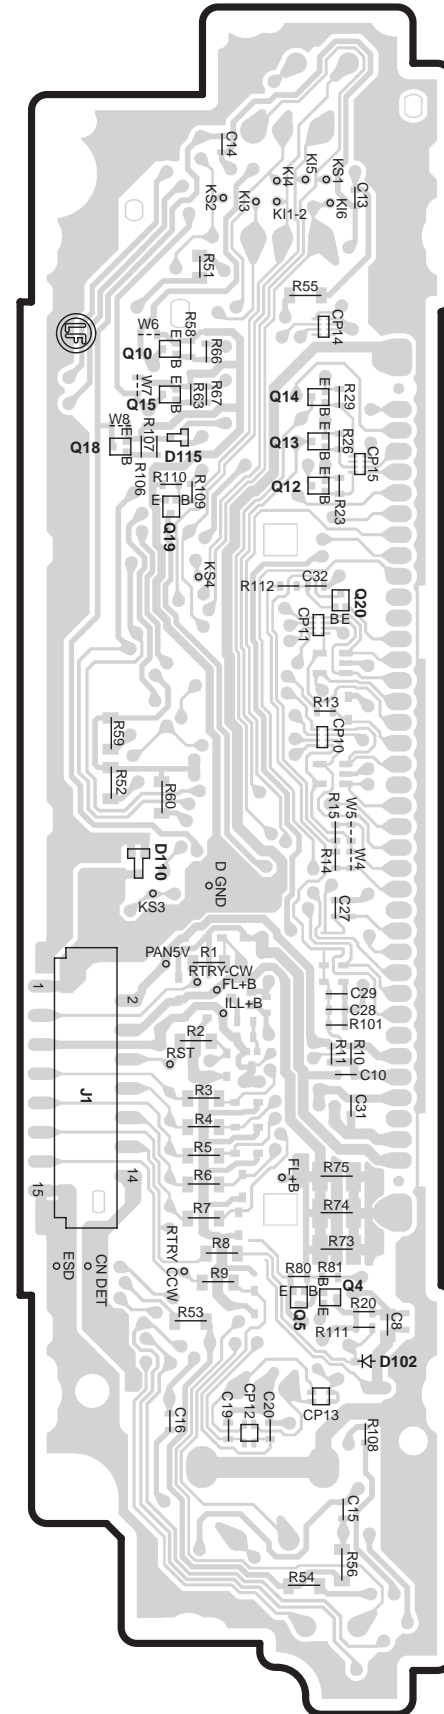 C14
KI5
KS1
KI4
C13
KS2
KI3
KI1-2
KI6
R51
R55
LF
W6
R58
CP14
E
Q10
B
R66
W7
E
Q15
B
R63
R67
E
Q14
B
R29
W8
E
Q18
B
R107
D115
E
Q13
B
R26
CP15
R106
R110
R109
E
Q12
B
R23
E
B
Q19
KS4
R112
C32
Q20
BE
CP11
R13
CP10
R59
R52
R60
R15
W5
R14
W4
D110
D GND
KS3
C27
PAN5V
R1
RTRY-CW
FL+B
1
2
ILL+B
C29
C28
R101
R2
RST
R11
R10
C10
J1
R3
C31
R4
R5
R6
FL+B
R75
15
14
R7
R74
R8
R73
ESD
CN DET
RTRY CCW
R9
R80
R81
E
B
Q5
B
Q4
E
R53
R20
C8
R111
D102
C16
C19
CP12
C20
CP13
R108
C15
R56
R54